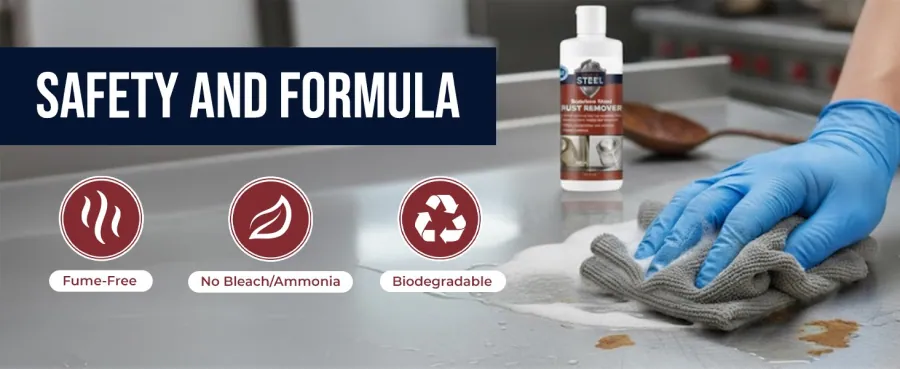 SAFETY AND FORMULA
STEEL
Stainless Steel
RUST REMOVER
Fume-Free
No Bleach/Ammonia
Biodegradable